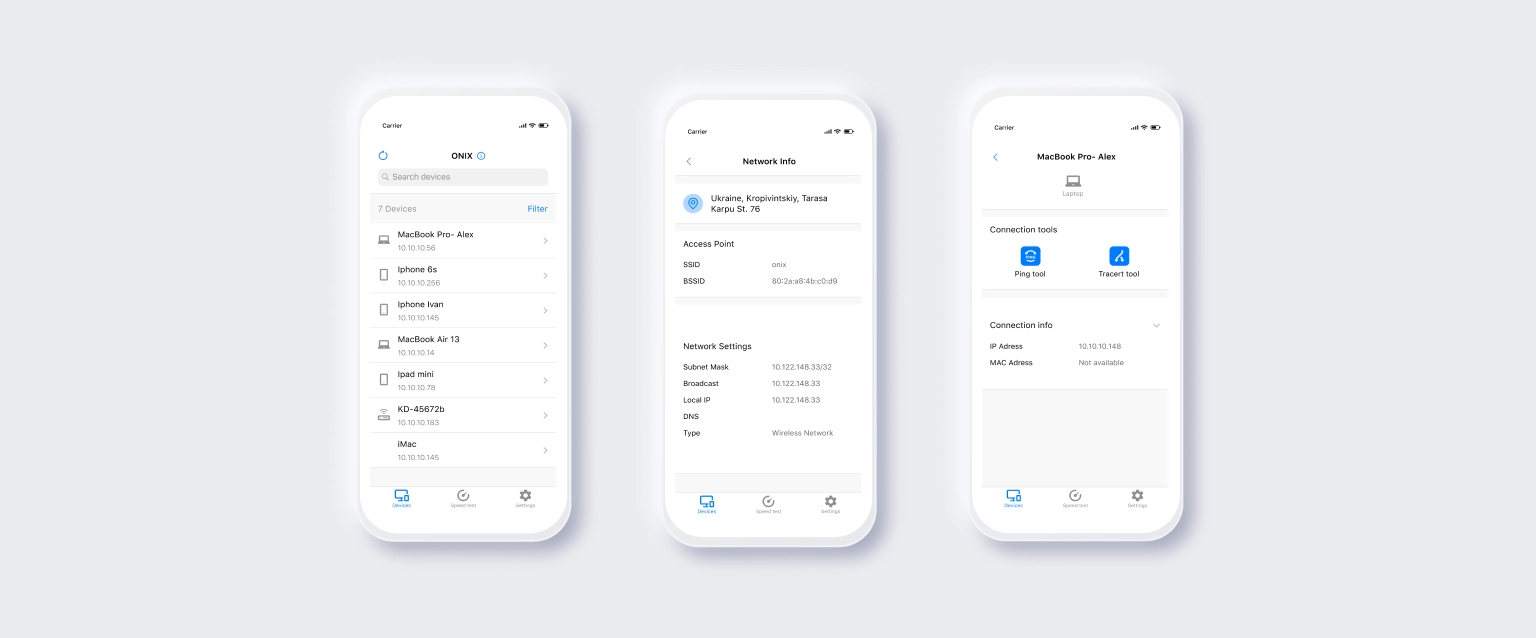 Carrier
ONIX
Search devices
7 Devices
Filter
MacBook Pro- Alex
10.10.10.56
Iphone 6s
10.10.10.256
Iphone Ivan
10.10.10.145
MacBook Air 13
10.10.10.14
Ipad mini
10.10.10.78
KD-45672b
10.10.10.183
iMac
10.10.10.145
Devices
Speed test
Settings
Carrier
Network Info
Ukraine, Kropivintskiy, Tarasa
Karpu St. 76
Access Point
SSID onix
BSSID 80:2a:a8:4b:c0:d9
Network Settings
Subnet Mask 10.122.148.33/32
Broadcast 10.122.148.33
Local IP 10.122.148.33
DNS
Type Wireless Network
Devices
Speed test
Settings
Carrier
MacBook Pro- Alex
Laptop
Connection tools
PING
Ping tool
Tracert tool
Connection info
IP Adress 10.10.10.148
MAC Adress Not available
Devices
Speed test
Settings